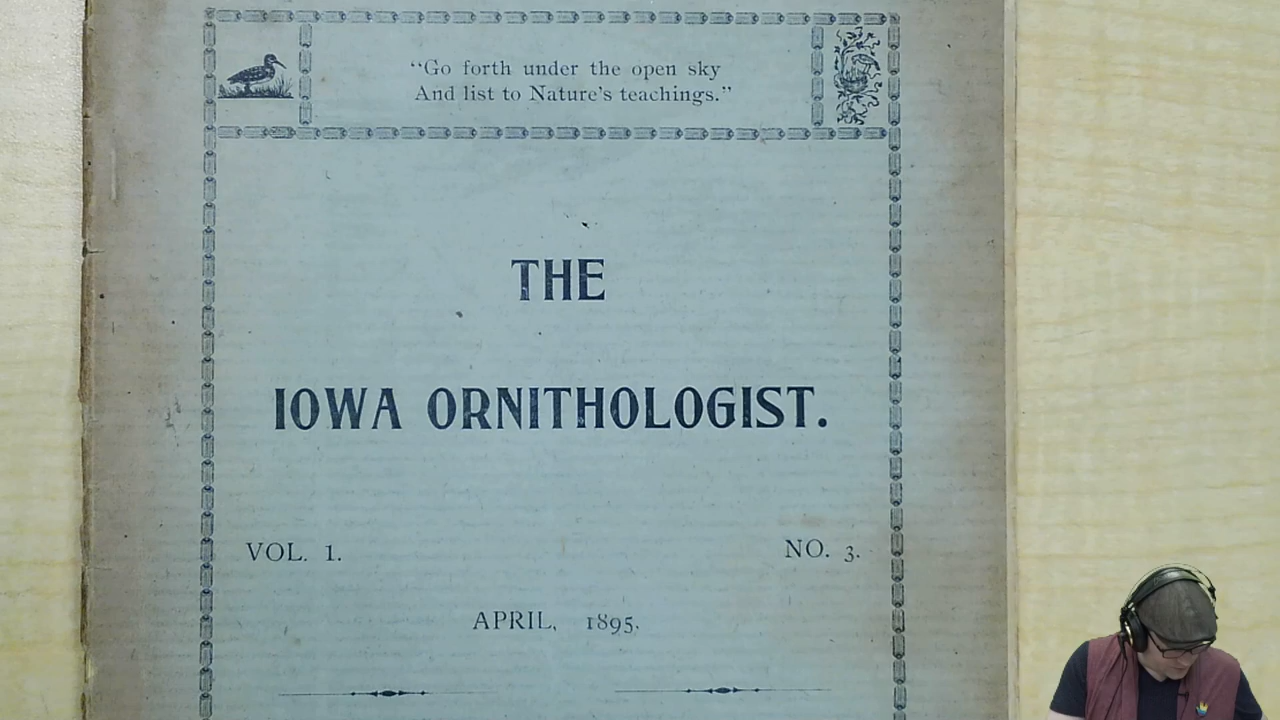 “Go forth under the open sky
And list to Nature's teachings.”
THE
IOWA ORNITHOLOGIST.
VOL. 1. NO. 3.
APRIL, 1895.